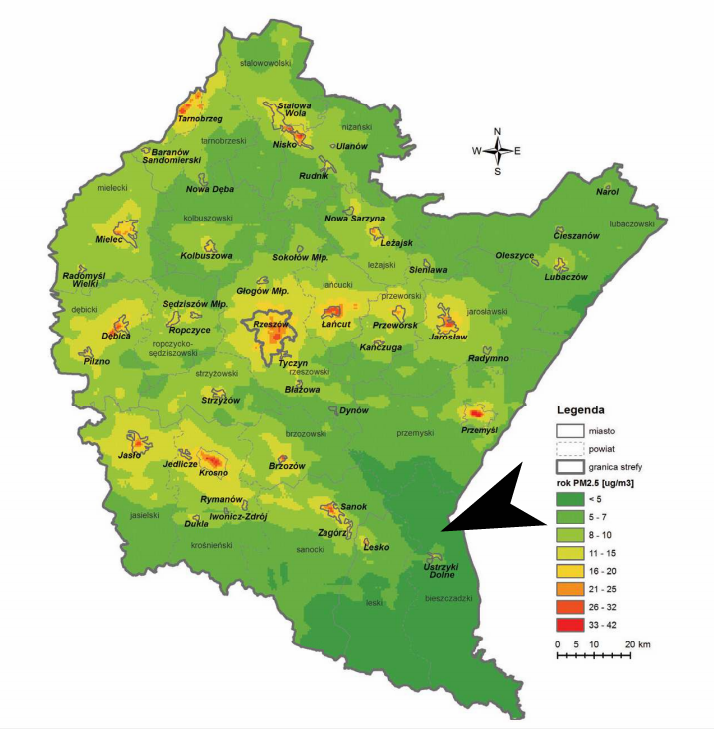 stalowowolski
Stalowa
Wola
Tarnobrzeg
niżański
N
W E
S
tarnobrzeski
Nisko
Ulanów
Baranów
Sandomierski
Rudnik
mielecki
Nowa Dęba
Narol
kolbuszowski
Nowa Sarzyna
lubaczowski
Cieszanów
Mielec
Leżajsk
Kolbuszowa
Sokołów Młp.
Oleszyce
leżajski
Sieniawa
Lubaczów
Radomyśl
Wielki
Głogów Młp.
ańcucki
przeworski
dębicki
Sędziszów Młp.
jarosławski
Rzeszów
Łańcut
Przeworsk
Dębica
Ropczyce
Jarosław
ropczycko-
sędziszowski
Kańczuga
Pilzno
Radymno
Tyczyn
rzeszowski
strzyżowski
Błażowa
Strzyżów
Dynów
Przemyśl
brzozowski
przemyski
Jasło
Jedlicze
Krosno
Brzozów
Rymanów
Sanok
jasielski
Iwonicz-Zdrój
Dukla
Zagórz
krośnieński
sanocki
Lesko
Ustrzyki
Dolne
leski
bieszczadzki
Legenda
miasto
powiat
granica strefy
rok PM2.5 [ug/m3]
< 5
5 - 7
8 - 10
11 - 15
16 - 20
21 - 25
26 - 32
33 - 42
0 5 10 20 km